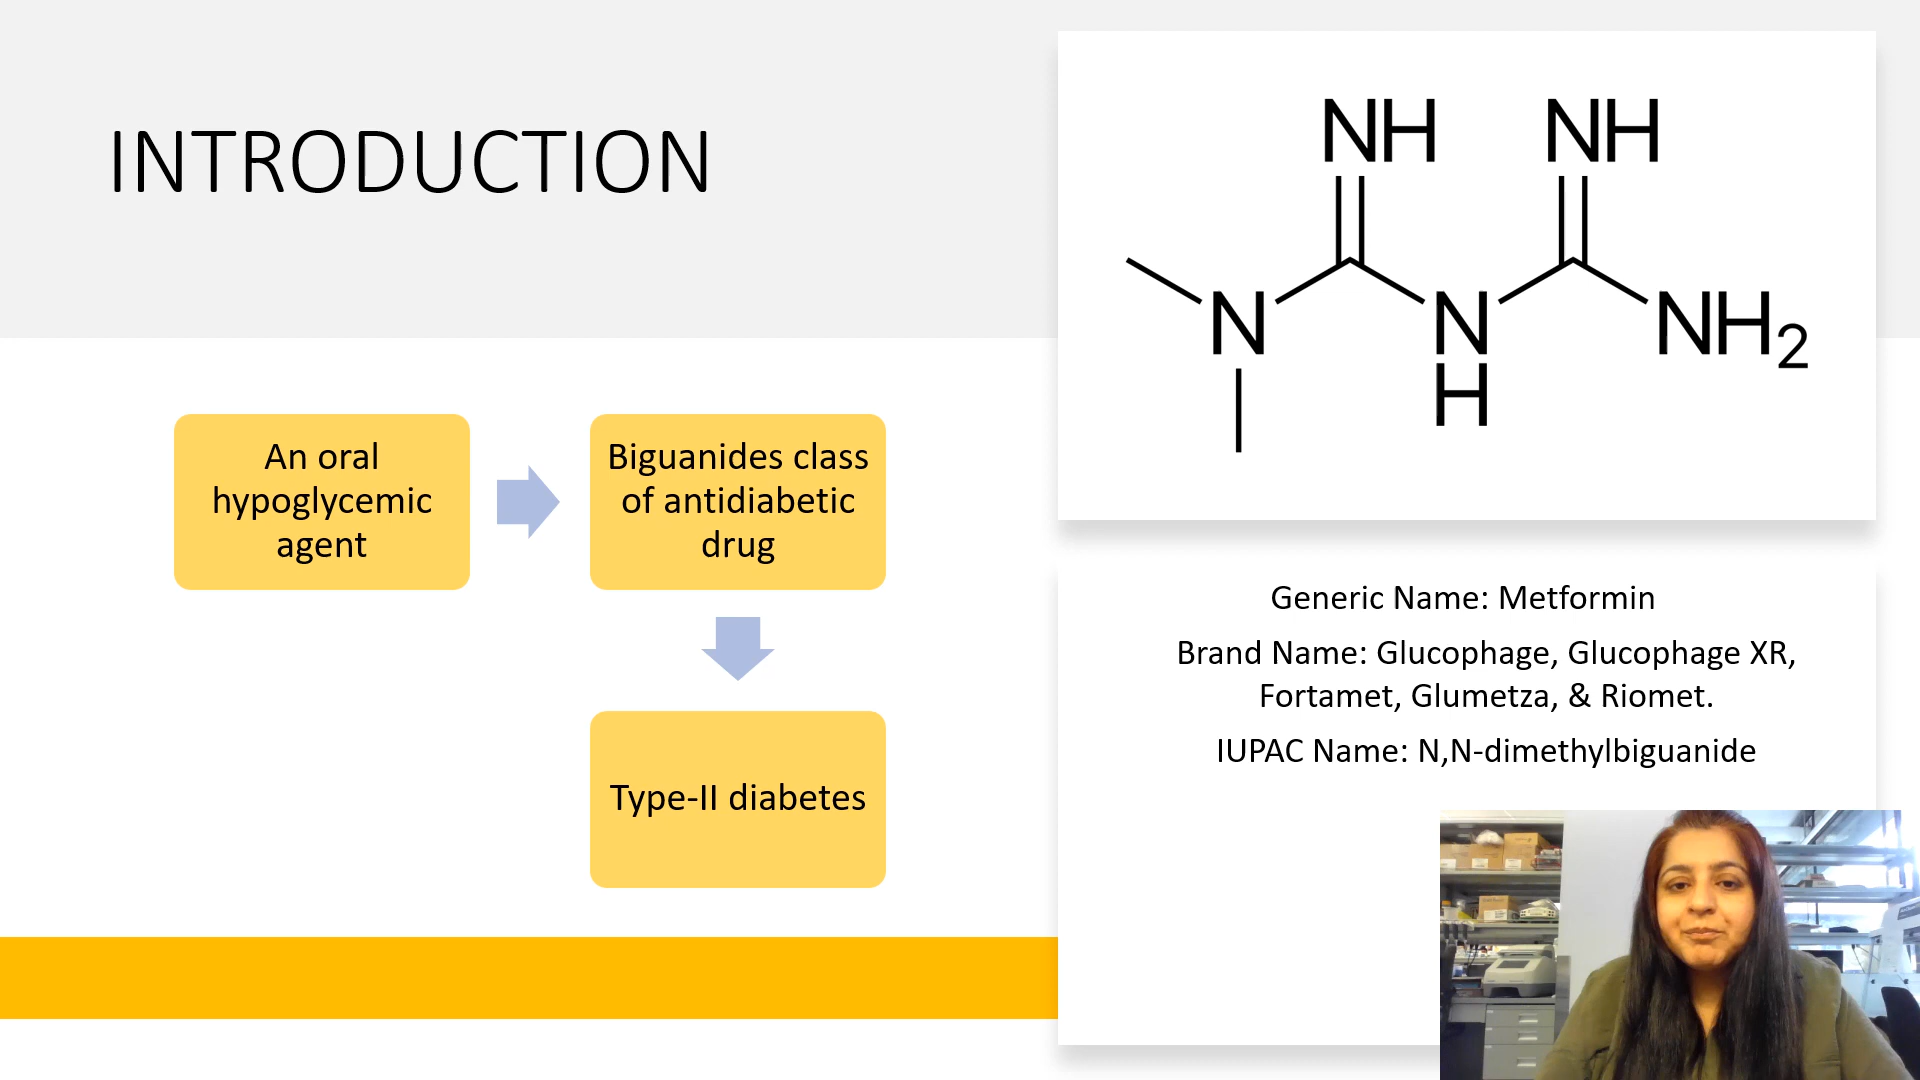 INTRODUCTION
An oral
hypoglycemic
agent
Biguanides class
of antidiabetic
drug
Type-II diabetes
NH NH
N N NH2
H
Generic Name: Metformin
Brand Name: Glucophage, Glucophage XR,
Fortamet, Glumetza, & Riomet.
IUPAC Name: N,N-dimethylbiguanide